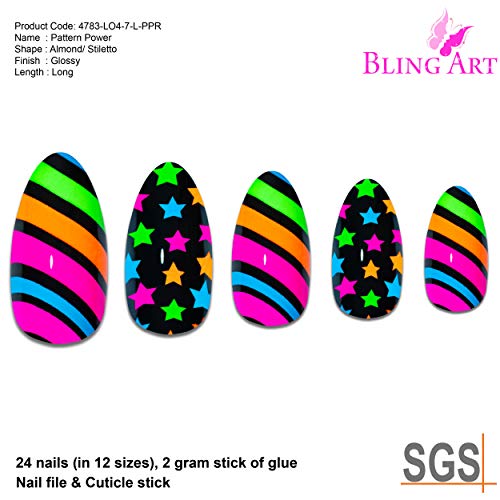 Product Code: 4783-LO4-7-L-PPR
Name : Pattern Power
Shape : Almond/ Stiletto
Finish : Glossy
Length : Long
BLING ART
24 nails (in 12 sizes), 2 gram stick of glue
Nail file & Cuticle stick
SGS